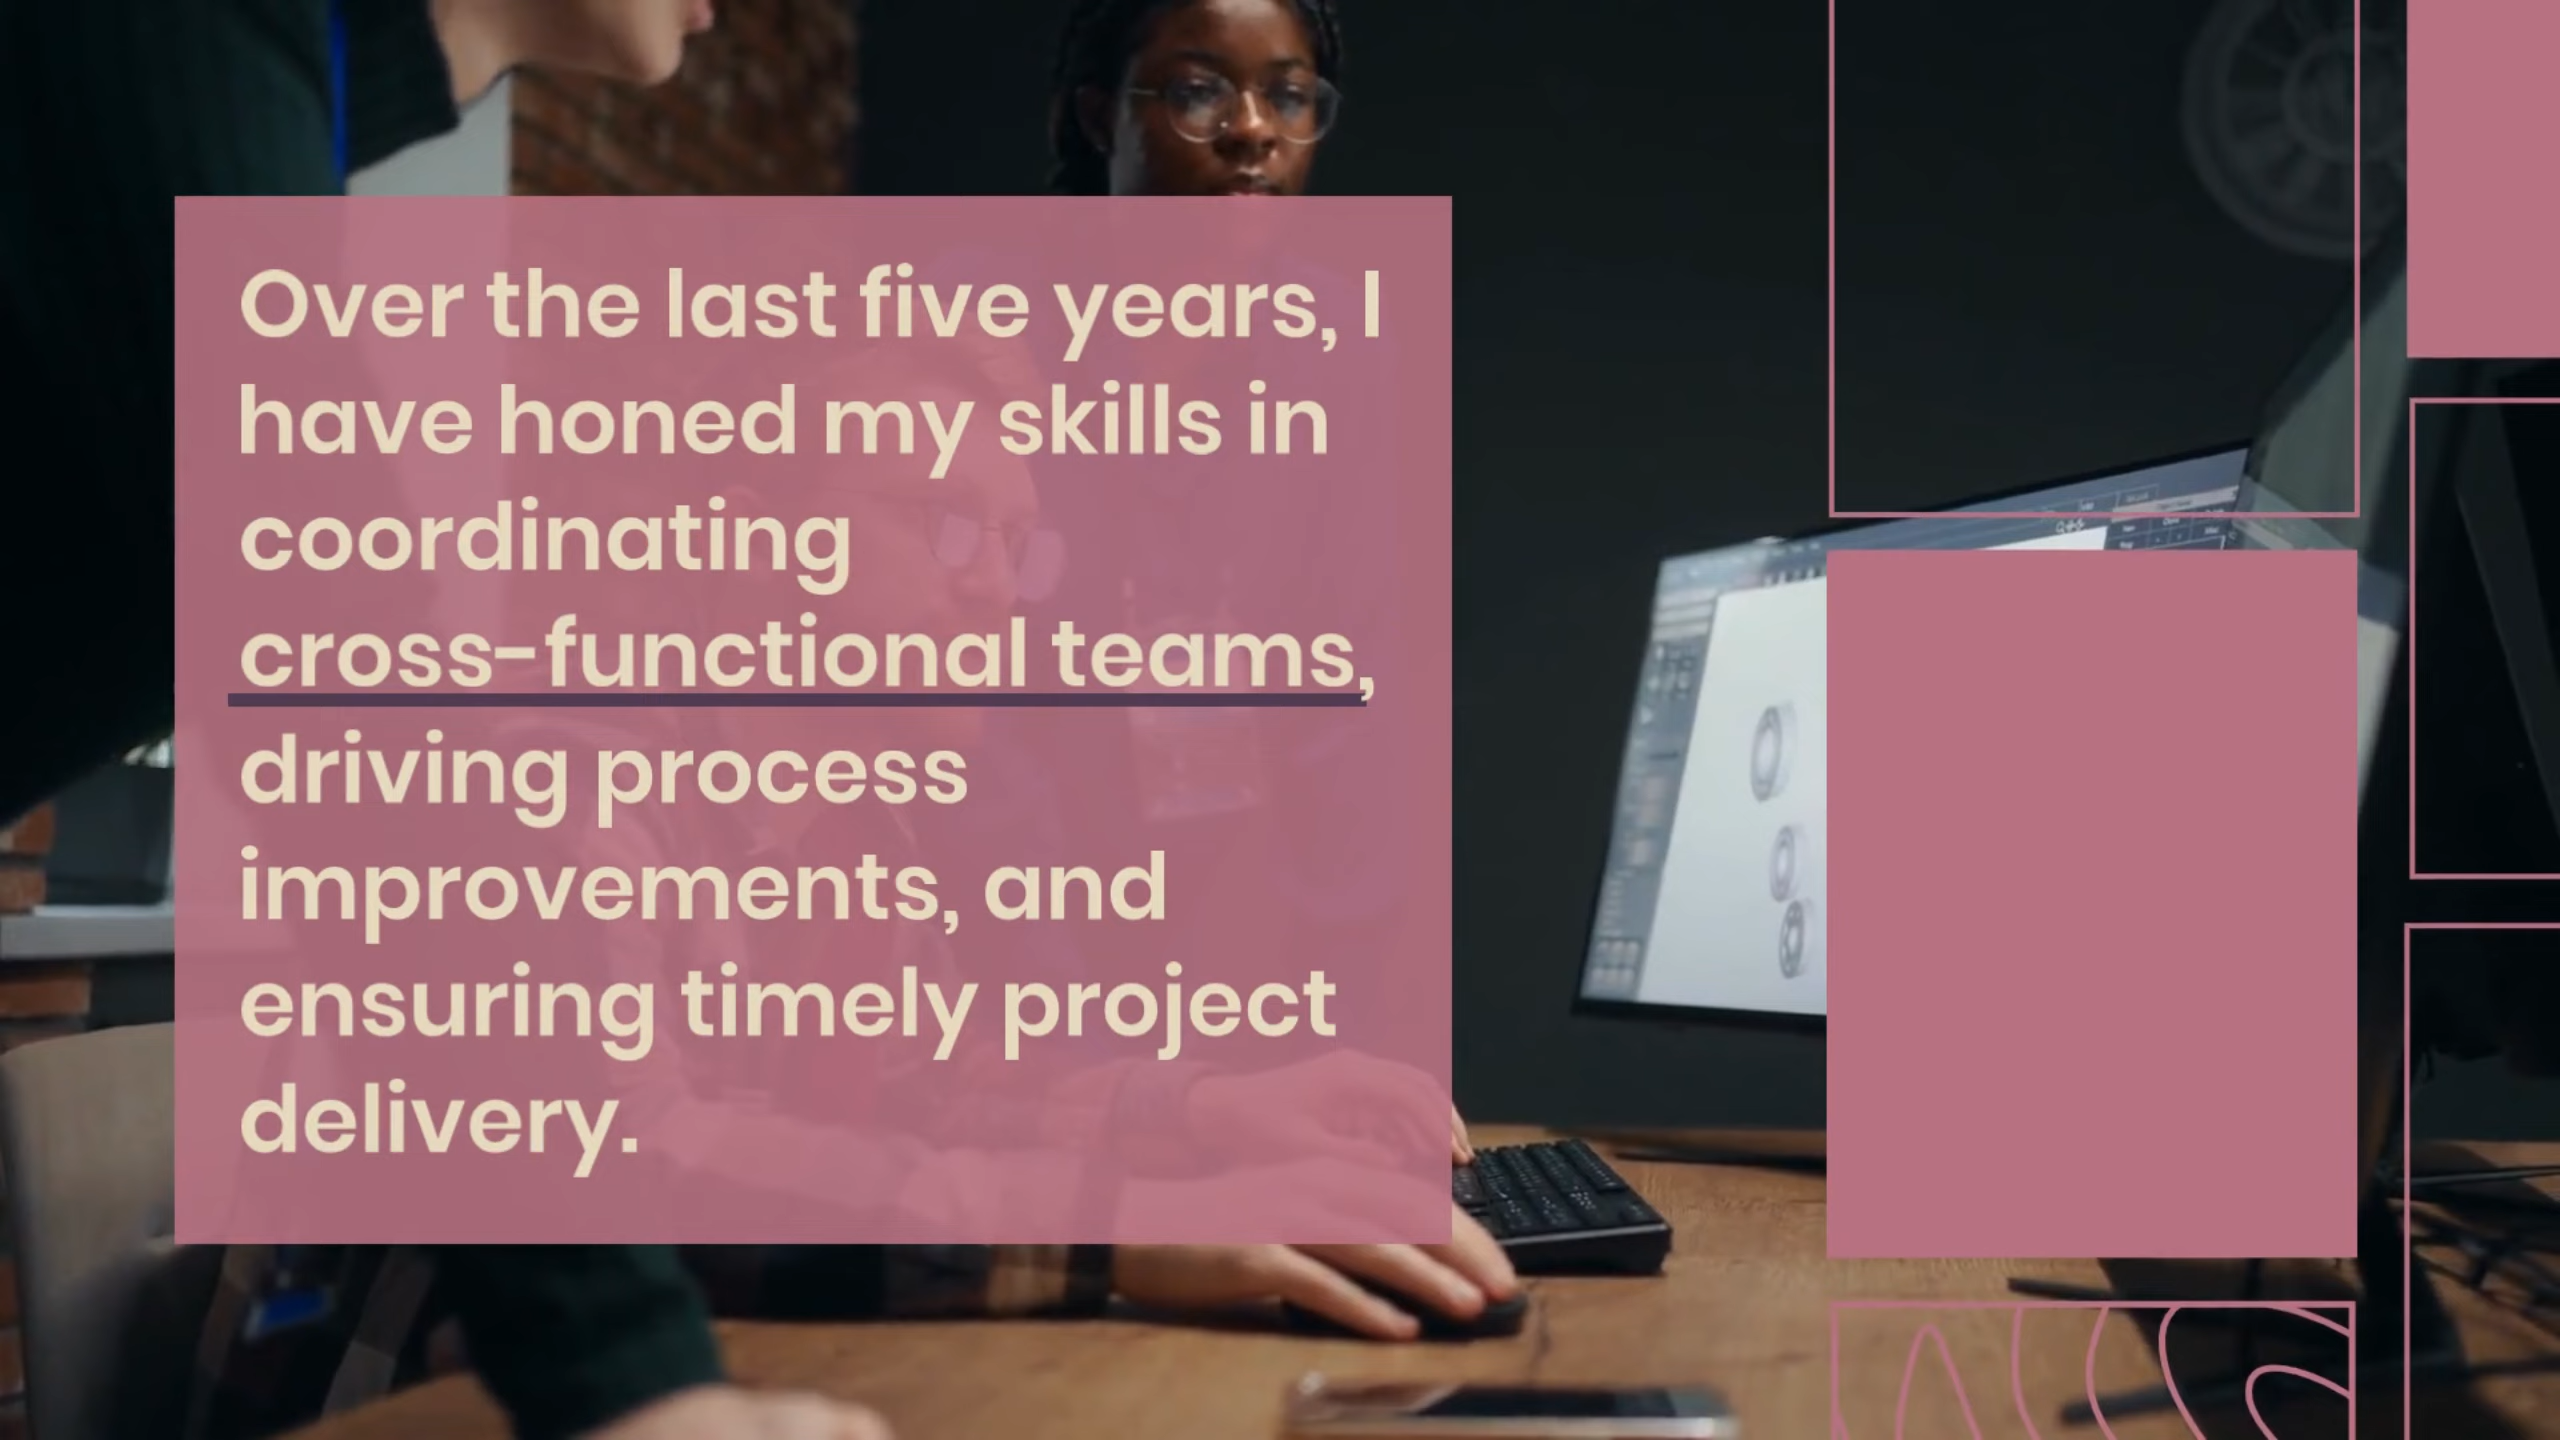 Over the last five years, I
have honed my skills in
coordinating
cross-functional teams,
driving process
improvements, and
ensuring timely project
delivery.